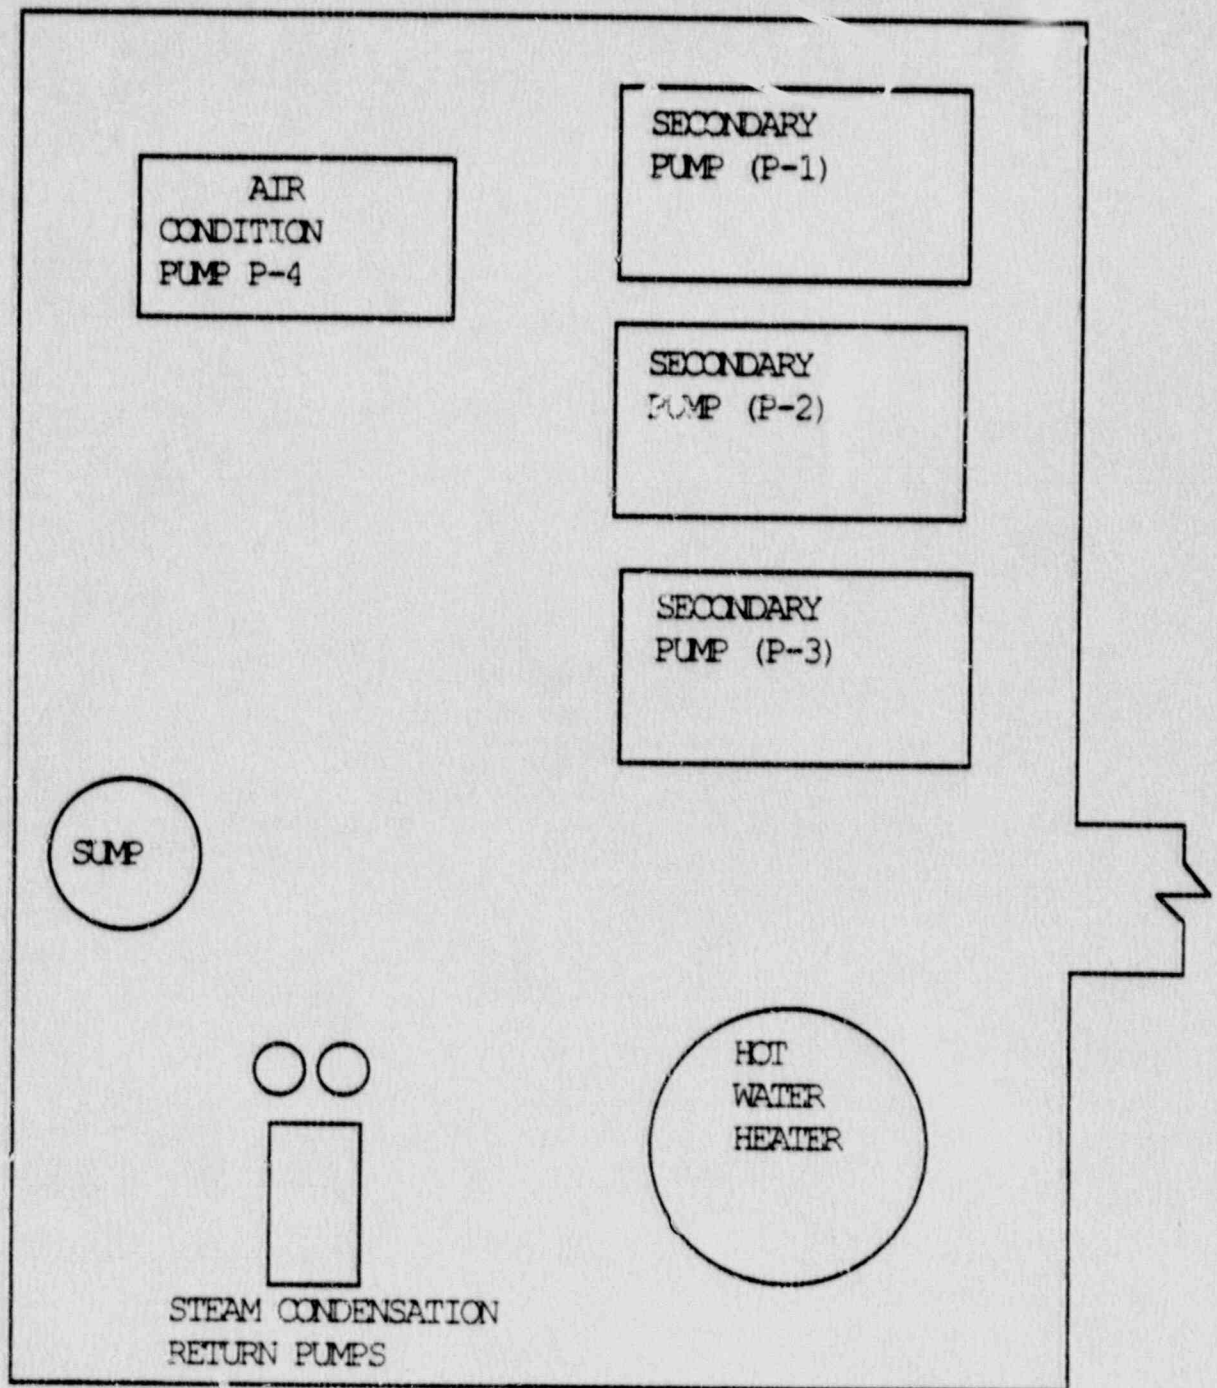 SECONDARY
PUMP (P-1)
AIR
CONDITION
PUMP P-4
SECONDARY
PUMP (P-2)
SECONDARY
PUMP (P-3)
SUMP
HOT
WATER
HEATER
STEAM CONDENSATION
RETURN PUMPS